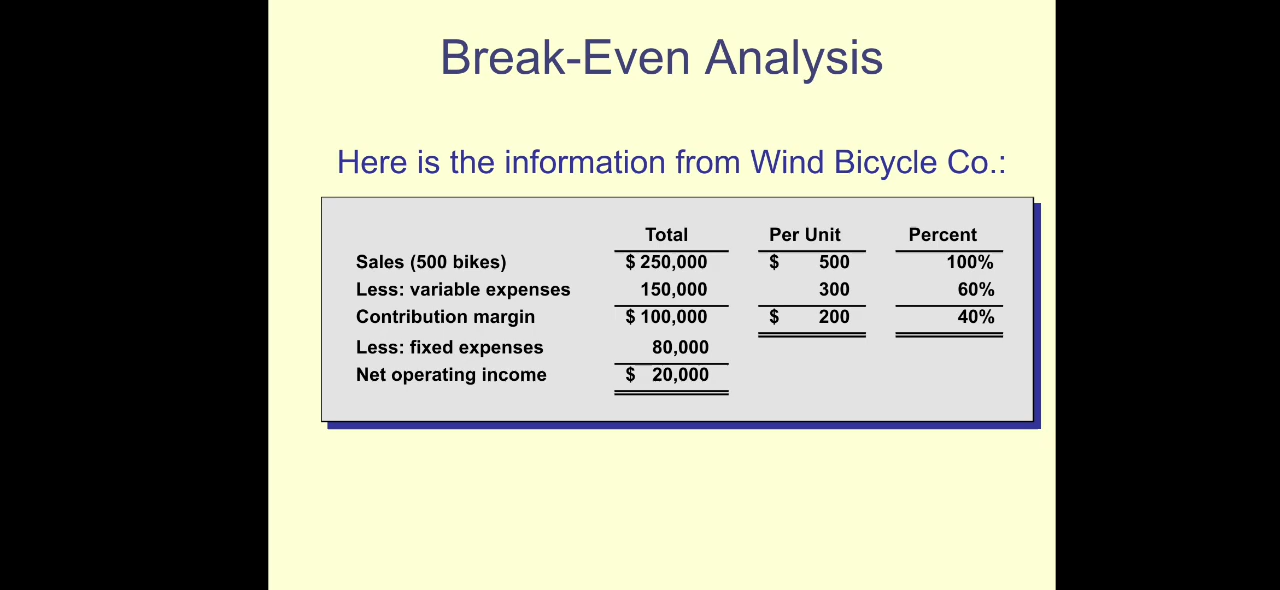 Break-Even Analysis
Here is the information from Wind Bicycle Co.:
Total Per Unit Percent
Sales (500 bikes) $ 250,000 $ 500 100%
Less: variable expenses 150,000 300 60%
Contribution margin $ 100,000 $ 200 40%
Less: fixed expenses 80,000
Net operating income $ 20,000